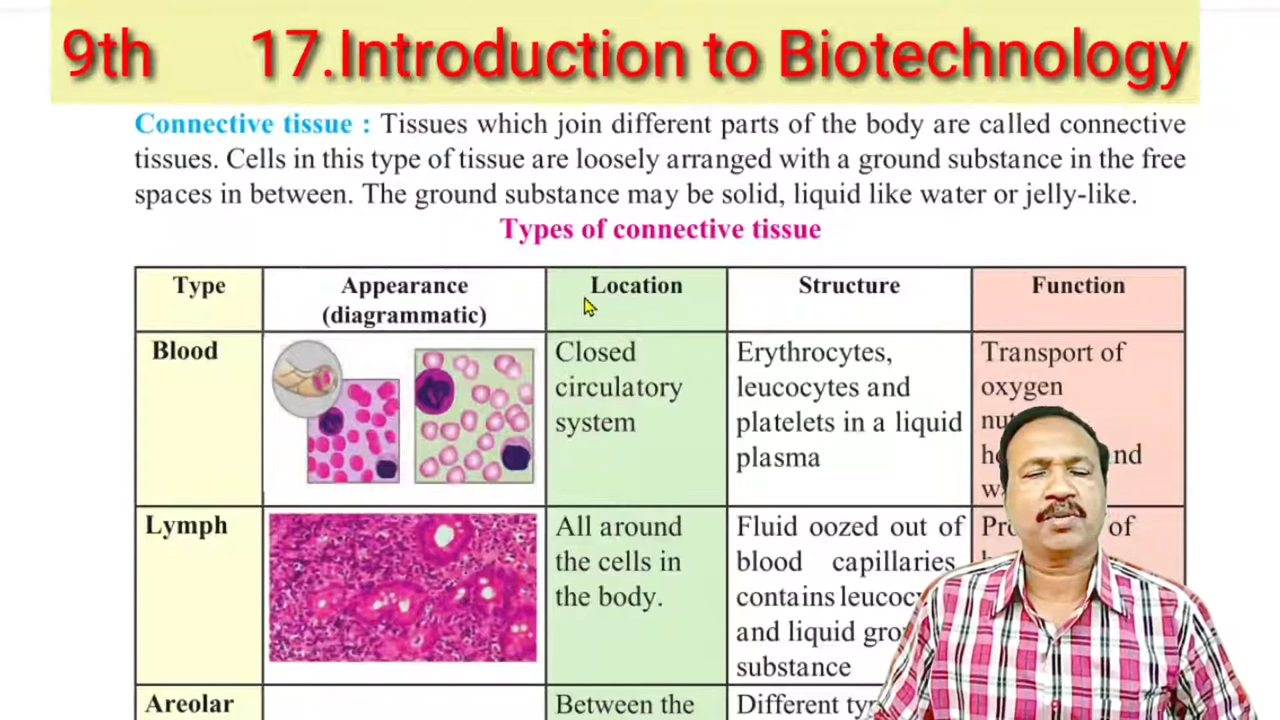 9th 17.Introduction to Biotechnology
Connective tissue : Tissues which join different parts of the body are called connective
tissues. Cells in this type of tissue are loosely arranged with a ground substance in the free
spaces in between. The ground substance may be solid, liquid like water or jelly-like.
Types of connective tissue
Type Appearance (diagrammatic) Location Structure Function
Blood
Closed
circulatory
system
Erythrocytes,
leucocytes and
platelets in a liquid
plasma
Transport of
oxygen
Lymph
All around
the cells in
the body.
Fluid oozed out of
blood capillaries
contains
and liquid
substance
of
Areolar
Between the
Different